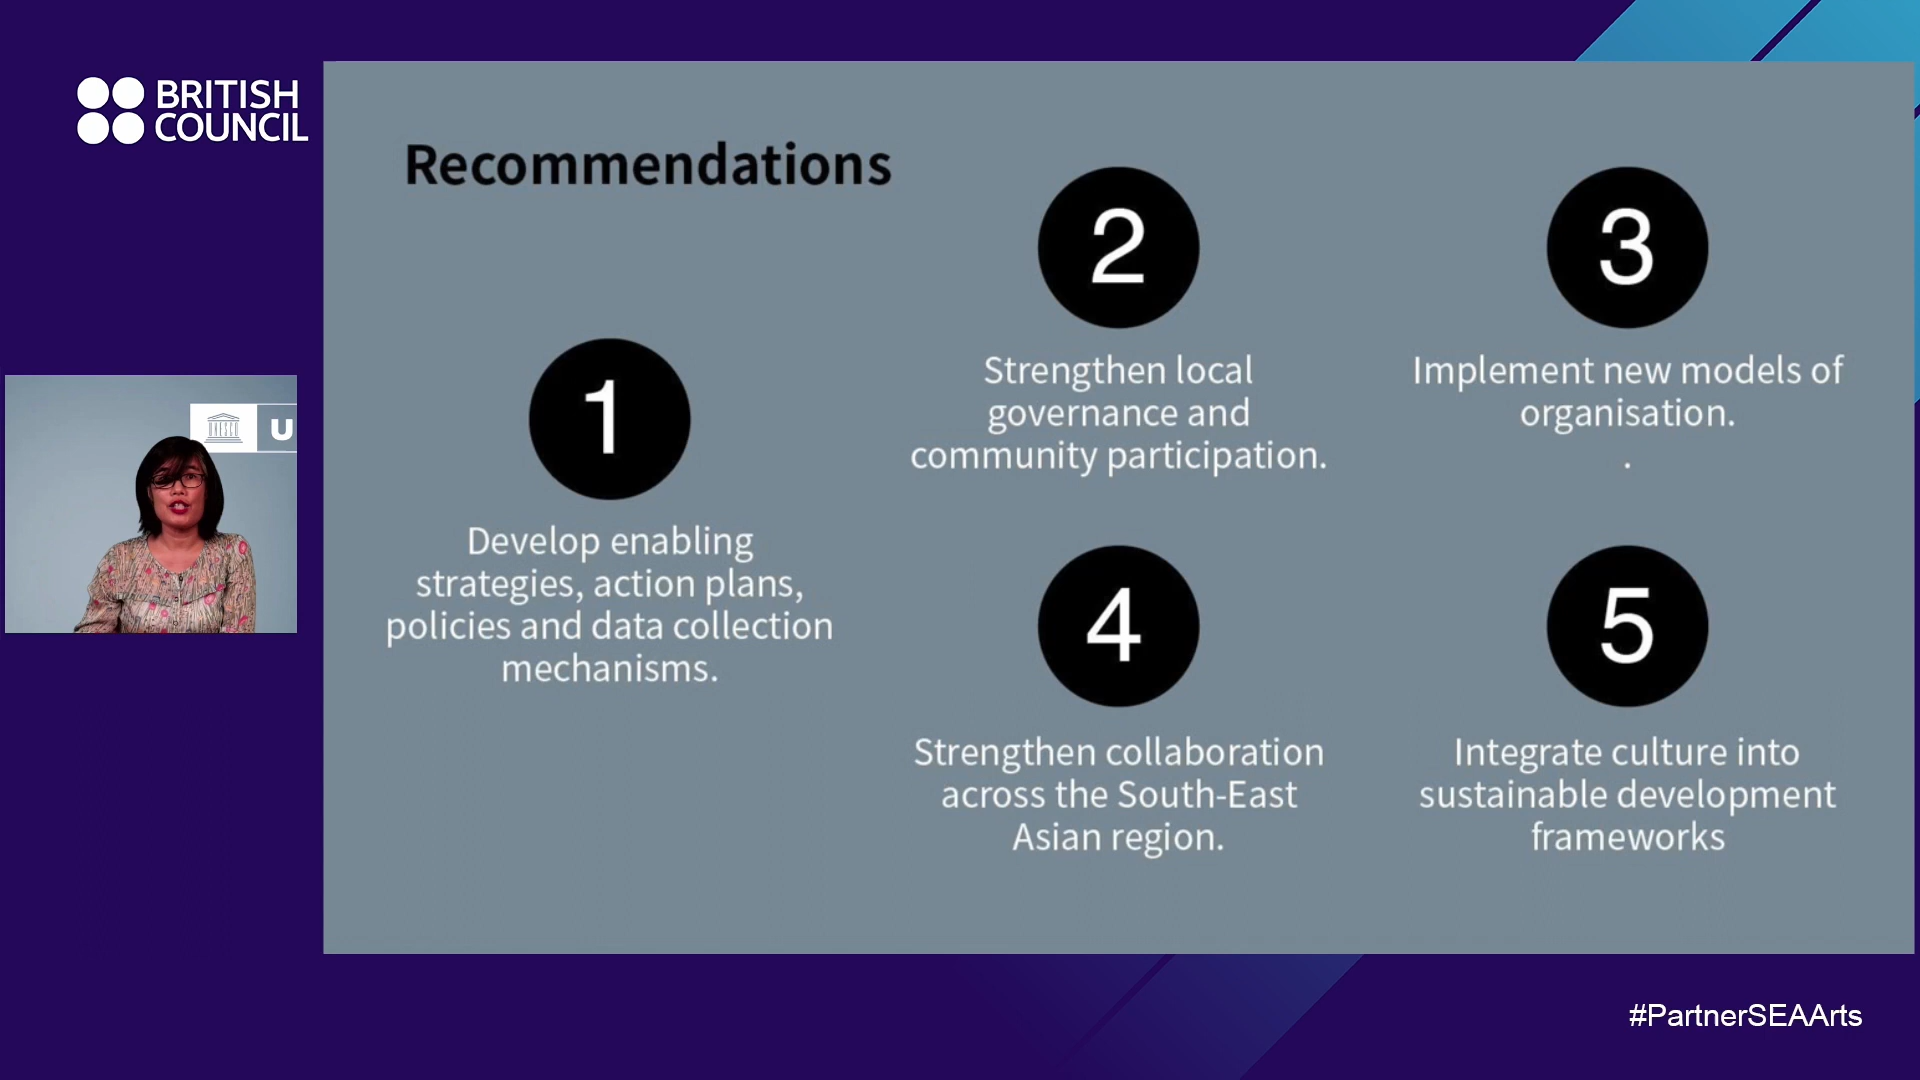 BRITISH
COUNCIL
Recommendations
1
Develop enabling
strategies, action plans,
policies and data collection
mechanisms.
2
Strengthen local
governance and
community participation.
3
Implement new models of
organisation.
.
4
Strengthen collaboration
across the South-East
Asian region.
5
Integrate culture into
sustainable development
frameworks
UNESCO
U
#PartnerSEAArts